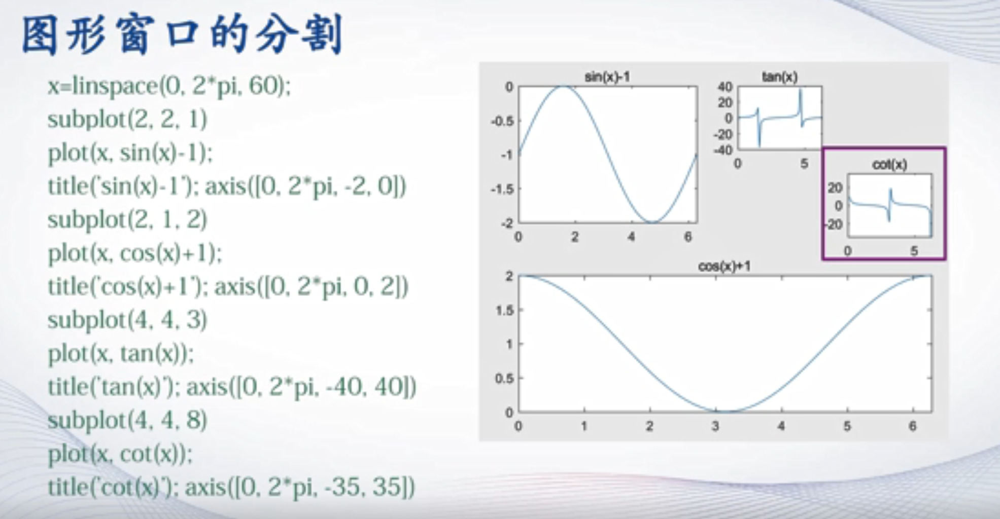 图形窗口的分割
x=linspace(0, 2*pi, 60);
subplot(2, 2, 1)
plot(x, sin(x)-1);
title('sin(x)-1'); axis([0, 2*pi, -2, 0])
subplot(2, 1, 2)
plot(x, cos(x)+1);
title('cos(x)+1'); axis([0, 2*pi, 0, 2])
subplot(4, 4, 3)
plot(x, tan(x));
title('tan(x)'); axis([0, 2*pi, -40, 40])
subplot(4, 4, 8)
plot(x, cot(x));
title('cot(x)'); axis([0, 2*pi, -35, 35])
sin(x)-1
0
-0.5
-1
-1.5
-2
0 2 4 6
tan(x)
40
20
0
-20
-40
0 5
cot(x)
20
0
-20
0 5
cos(x)+1
2
1.5
1
0.5
0
0 1 2 3 4 5 6